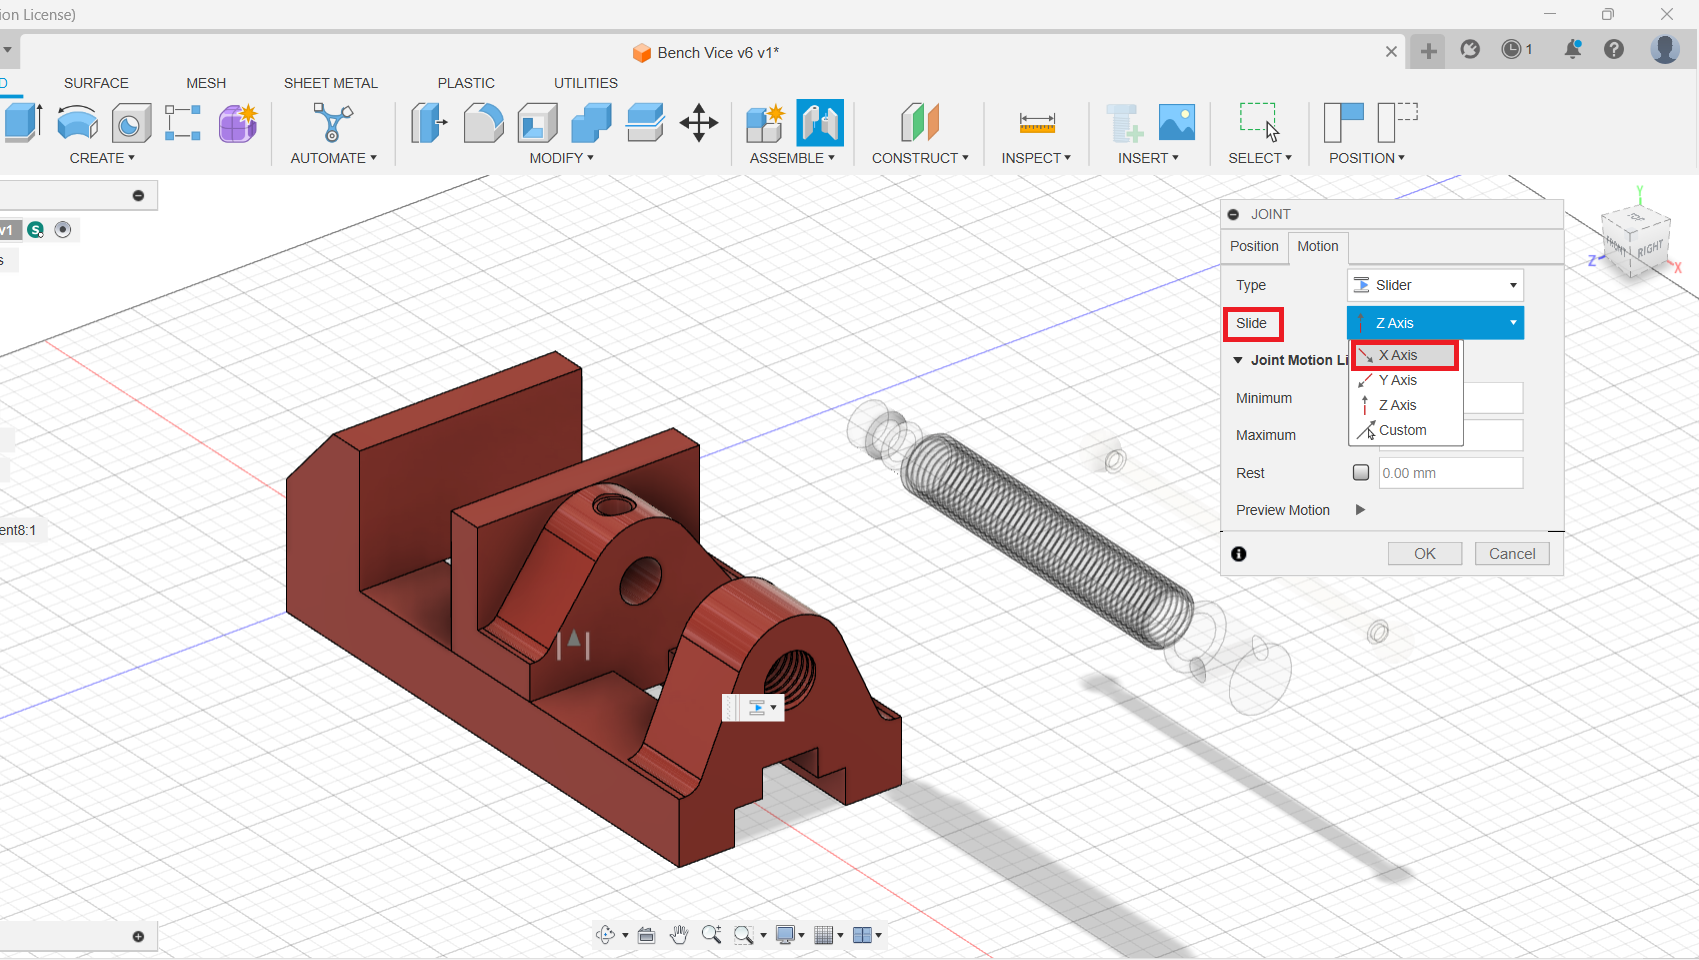 ion License)
Bench Vice v6 v1*
1
D
SURFACE
MESH
SHEET METAL
PLASTIC
UTILITIES
CREATE
AUTOMATE
MODIFY
ASSEMBLE
CONSTRUCT
INSPECT
INSERT
SELECT
POSITION
v1
S
s
ent8:1
JOINT
Position
Motion
Type
Slider
Slide
Z Axis
X Axis
Y Axis
Z Axis
Custom
Joint Motion Li
Minimum
Maximum
Rest
0.00 mm
Preview Motion
OK
Cancel
Y
TOP
FRONT
RIGHT
Z
X